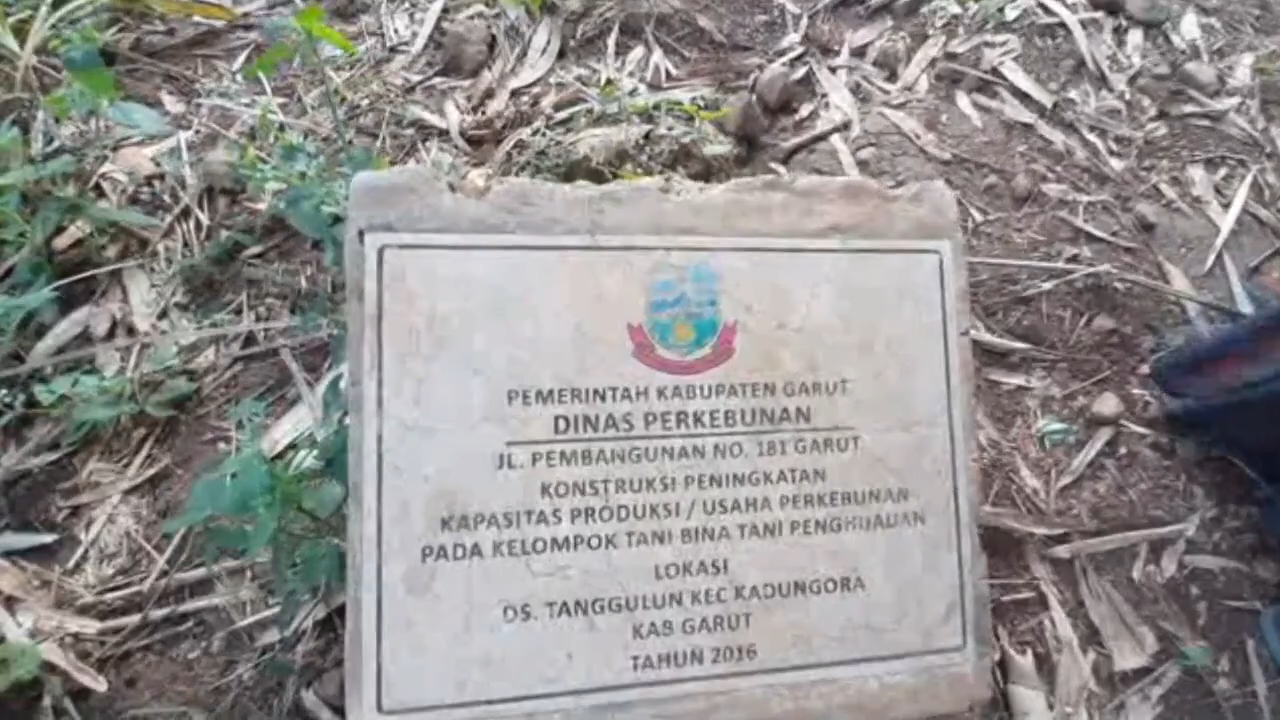 PEMERINTAH KABUPATEN GARUT
DINAS PERKEBUNAN
JL. PEMBANGUNAN NO. 181 GARUT
KONSTRUKSI PENINGKATAN
KAPASITAS PRODUKSI / USAHA PERKEBUNAN
PADA KELOMPOK TANI BINA TANI PENGHIJAUAN
LOKASI
DS. TANGGULUN KEC KADUNGORA
KAB GARUT
TAHUN 2016